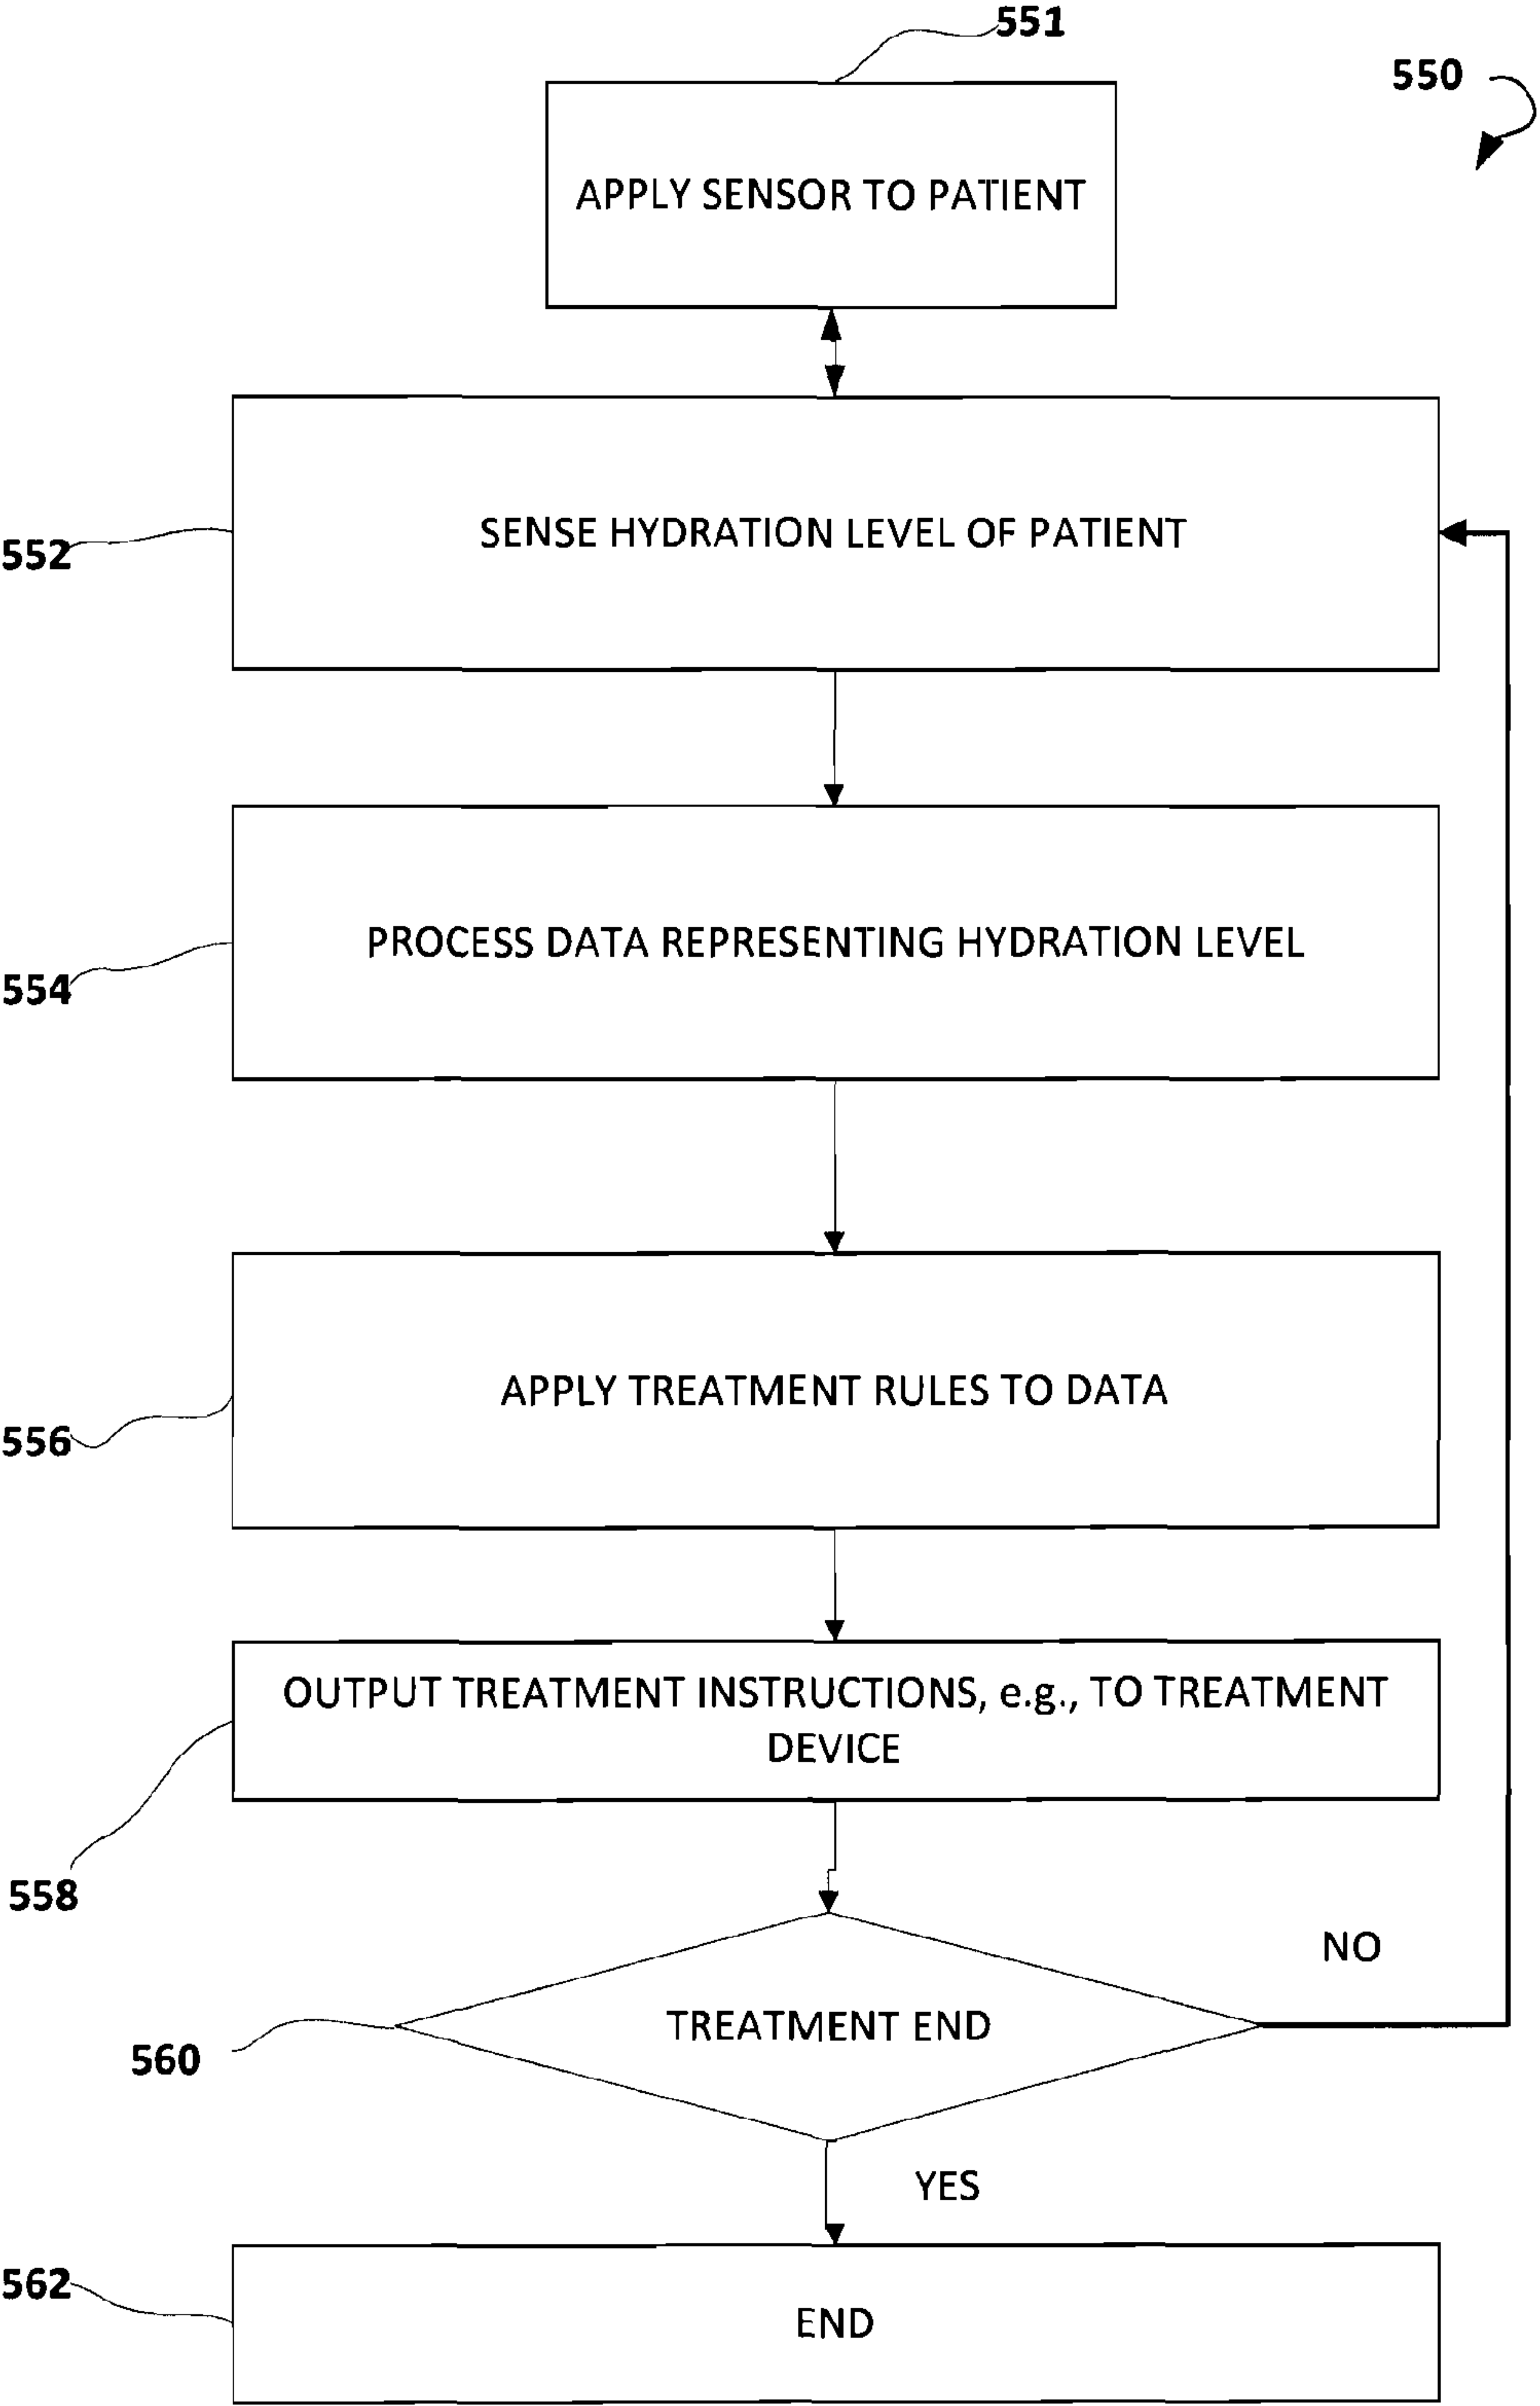 551
550
APPLY SENSOR TO PATIENT
SENSE HYDRATION LEVEL OF PATIENT
552
PROCESS DATA REPRESENTING HYDRATION LEVEL
554
APPLY TREATMENT RULES TO DATA
556
OUTPUT TREATMENT INSTRUCTIONS, e.g., TO TREATMENT
DEVICE
558
NO
TREATMENT END
560
YES
562
END